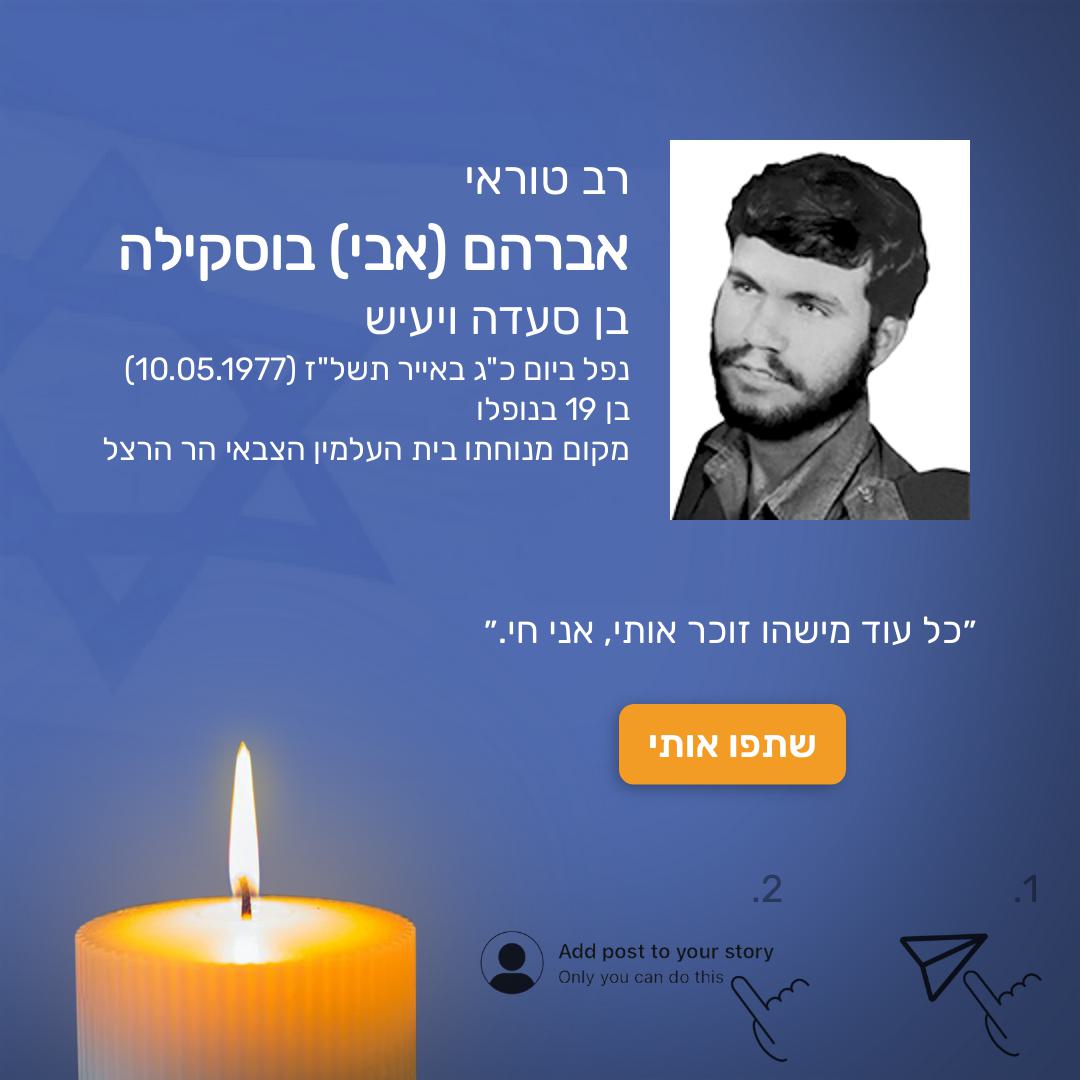 רב טוראי
אברהם (אבי) בוסקילה
בן סעדה ויעיש
נפל ביום כ"ג באייר תשל"ז (10.05.1977)
בן 19 בנופלו
מקום מנוחתו בית העלמין הצבאי הר הרצל
״כל עוד מישהו זוכר אותי, אני חי.״
שתפו אותי
1.
2.
Add post to your story
Only you can do this